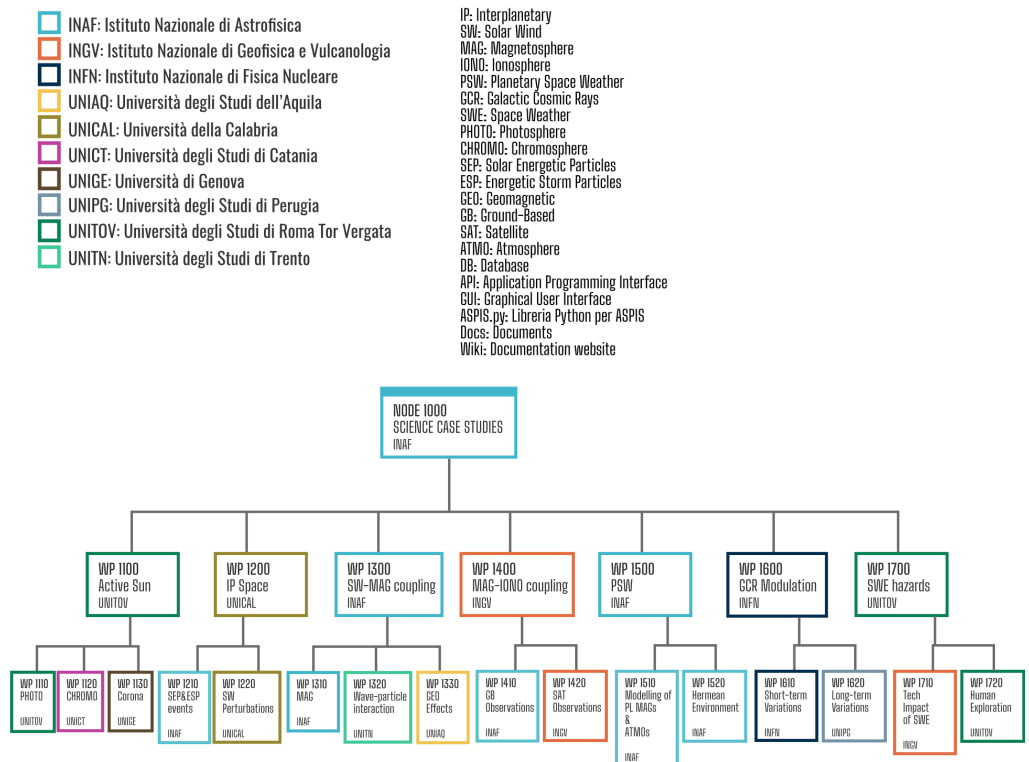 INAF: Istituto Nazionale di Astrofisica
INGV: Istituto Nazionale di Geofisica e Vulcanologia
INFN: Instituto Nazionale di Fisica Nucleare
UNIAQ: Università degli Studi dell'Aquila
UNICAL: Università della Calabria
UNICT: Università degli Studi di Catania
UNIGE: Università di Genova
UNIPG: Università degli Studi di Perugia
UNITOV: Università degli Studi di Roma Tor Vergata
UNITN: Università degli Studi di Trento
IP: Interplanetary
SW: Solar Wind
MAG: Magnetosphere
IONO: Ionosphere
PSW: Planetary Space Weather
GCR: Galactic Cosmic Rays
SWE: Space Weather
PHOTO: Photosphere
CHROMO: Chromosphere
SEP: Solar Energetic Particles
ESP: Energetic Storm Particles
GEO: Geomagnetic
GB: Ground-Based
SAT: Satellite
ATMO: Atmosphere
DB: Database
API: Application Programming Interface
GUI: Graphical User Interface
ASPIS.py: Libreria Python per ASPIS
Docs: Documents
Wiki: Documentation website
NODE 1000
SCIENCE CASE STUDIES
INAF
WP 1100
Active Sun
UNITOV
WP 1200
IP Space
UNICAL
WP 1300
SW-MAG coupling
INAF
WP 1400
MAG-IONO coupling
INGV
WP 1500
PSW
INAF
WP 1600
GCR Modulation
INFN
WP 1700
SWE hazards
UNITOV
WP 1110
PHOTO
UNITOV
WP 1120
CHROMO
UNICT
WP 1130
Corona
UNIGE
WP 1210
SEP&ESP
events
INAF
WP 1220
SW
Perturbations
UNICAL
WP 1310
MAG
INAF
WP 1320
Wave-particle
interaction
UNITN
WP 1330
GEO
Effects
UNIAQ
WP 1410
GB
Observations
INAF
WP 1420
SAT
Observations
INGV
WP 1510
Modelling of
PL MAGs
&
ATMOs
INAF
WP 1520
Hermean
Environment
INAF
WP 1610
Short-term
Variations
INFN
WP 1620
Long-term
Variations
UNIPG
WP 1710
Tech
Impact
of SWE
INGV
WP 1720
Human
Exploration
UNITOV